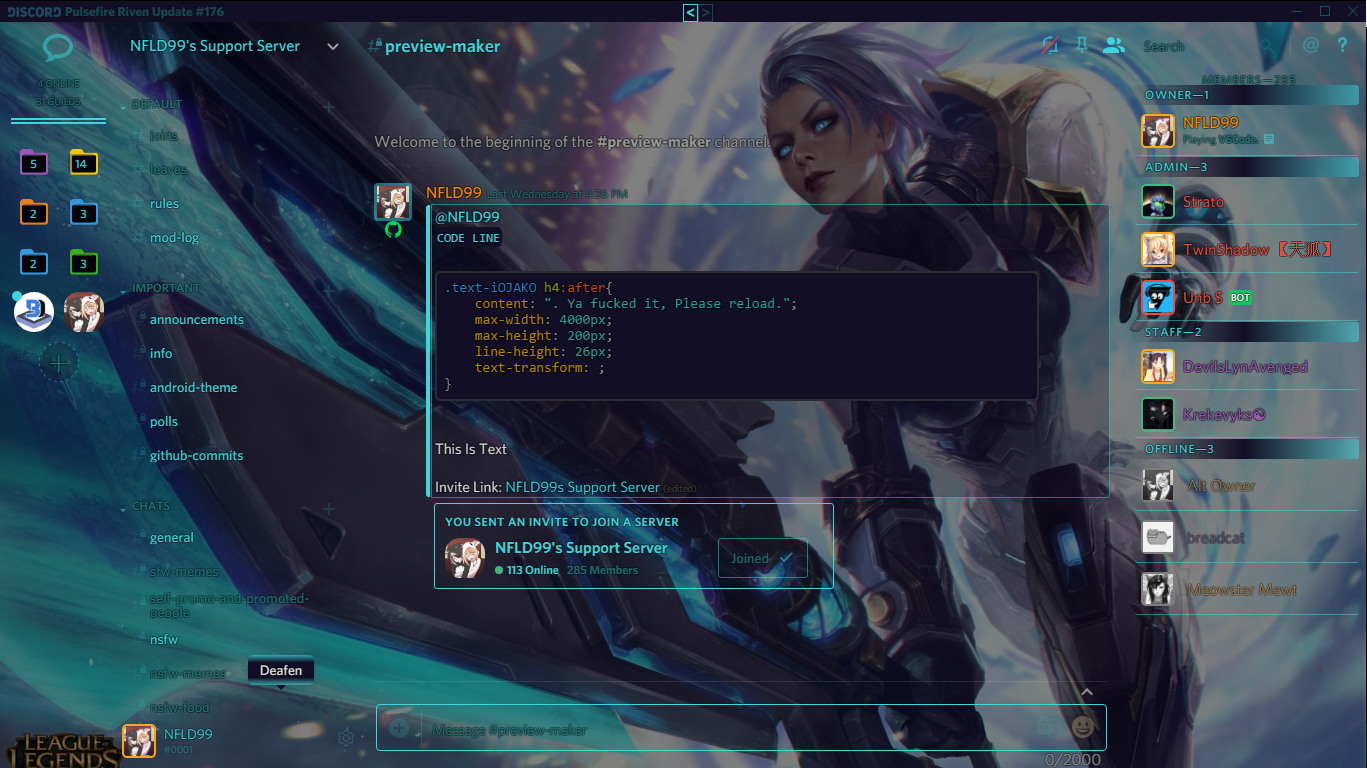 DISCORD Pulsefire Riven Update #176
< >
4 ONLINE
31 GUILDS
5
14
2
3
2
3
NFLD99's Support Server
DEFAULT
joins
leaves
rules
mod-log
IMPORTANT
announcements
info
android-theme
polls
github-commits
CHATS
general
sfw-memes
self-promo-and-promoted-
people
nsfw
nsfw-memes
nsfw-food
Deafen
NFLD99
#0001
LEAGUE OF
LEGENDS
preview-maker
Search
@ ?
Welcome to the beginning of the #preview-maker channel.
NFLD99 Last Wednesday at 4:36 PM
@NFLD99
CODE LINE
.text-iOJAKO h4:after{
content: ". Ya fucked it, Please reload.";
max-width: 4000px;
max-height: 200px;
line-height: 26px;
text-transform: ;
}
This Is Text
Invite Link: NFLD99s Support Server (edited)
YOU SENT AN INVITE TO JOIN A SERVER
NFLD99's Support Server
113 Online 285 Members
Joined
Message #preview-maker
0/2000
MEMBERS—285
OWNER—1
NFLD99
Playing VSCode.
ADMIN—3
Strato
TwinShadow 【天狐】
Unb $ BOT
STAFF—2
DevilsLynAvenged
Krekevyks
OFFLINE—3
Alt Owner
breadcat
Meowster Mewt